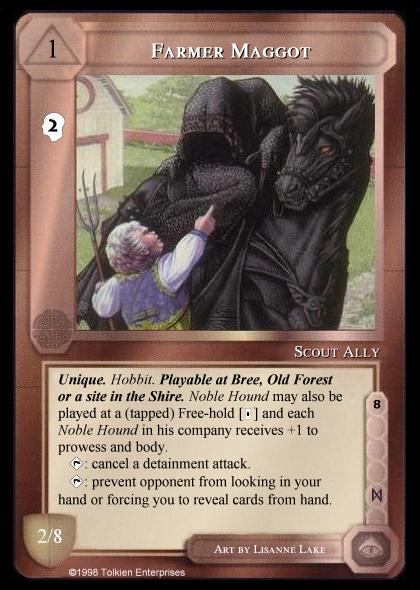 1
Farmer Maggot
2
Scout Ally
Unique. Hobbit. Playable at Bree, Old Forest
or a site in the Shire. Noble Hound may also be
played at a (tapped) Free-hold [ ] and each
Noble Hound in his company receives +1 to
prowess and body.
: cancel a detainment attack.
: prevent opponent from looking in your
hand or forcing you to reveal cards from hand.
8
2/8
Art by Lisanne Lake
©1998 Tolkien Enterprises